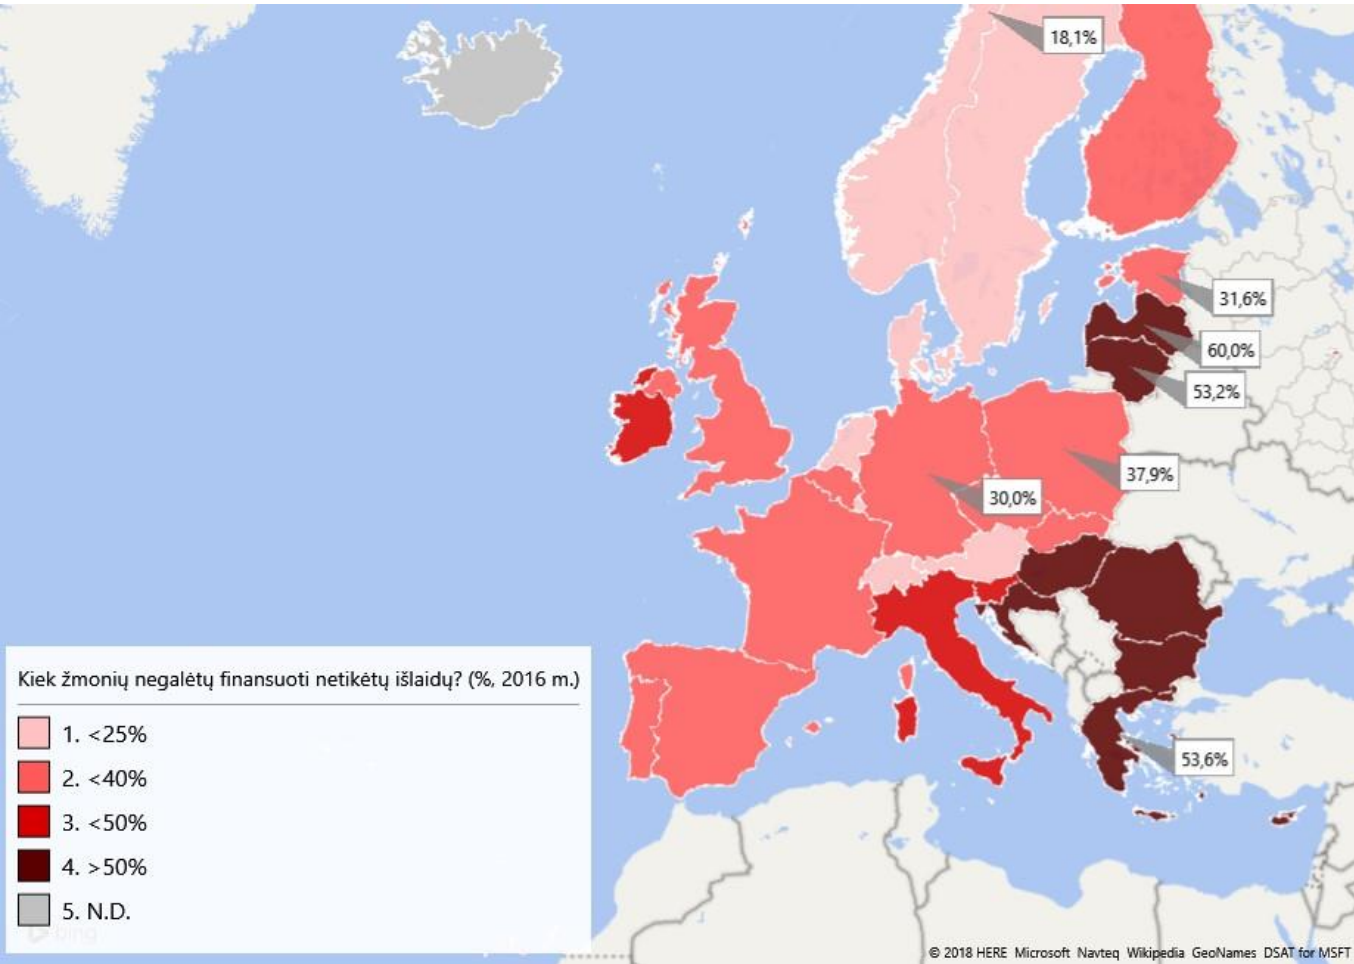 18,1%
31,6%
60,0%
53,2%
37,9%
30,0%
53,6%
Kiek žmonių negalėtų finansuoti netikėtų išlaidų? (%, 2016 m.)
1. <25%
2. <40%
3. <50%
4. >50%
5. N.D.
bing
© 2018 HERE Microsoft Navteq Wikipedia GeoNames DSAT for MSFT